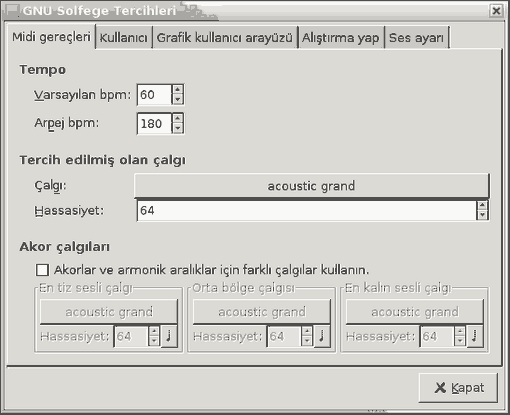 GNU Solfege Tercihleri
Midi gereçleri Kullanıcı Grafik kullanıcı arayüzü Alıştırma yap Ses ayarı
Tempo
Varsayılan bpm: 60
Arpej bpm: 180
Tercih edilmiş olan çalgı
Çalgı: acoustic grand
Hassasiyet: 64
Akor çalgıları
Akorlar ve armonik aralıklar için farklı çalgılar kullanın.
En tiz sesli çalgı Orta bölge çalgısı En kalın sesli çalgı
acoustic grand acoustic grand acoustic grand
Hassasiyet: 64 Hassasiyet: 64 Hassasiyet: 64
Kapat